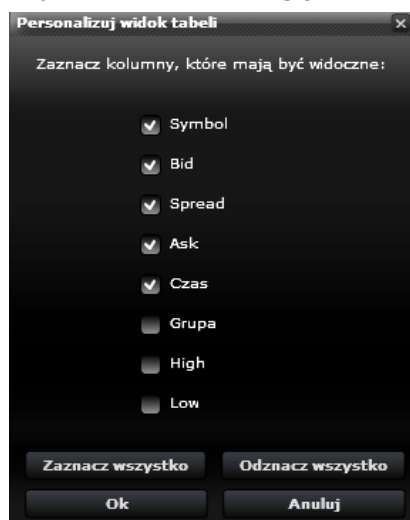 Personalizuj widok tabeli
Zaznacz kolumny, które mają być widoczne:
Symbol
Bid
Spread
Ask
Czas
Grupa
High
Low
Zaznacz wszystko Odznacz wszystko
Ok Anuluj